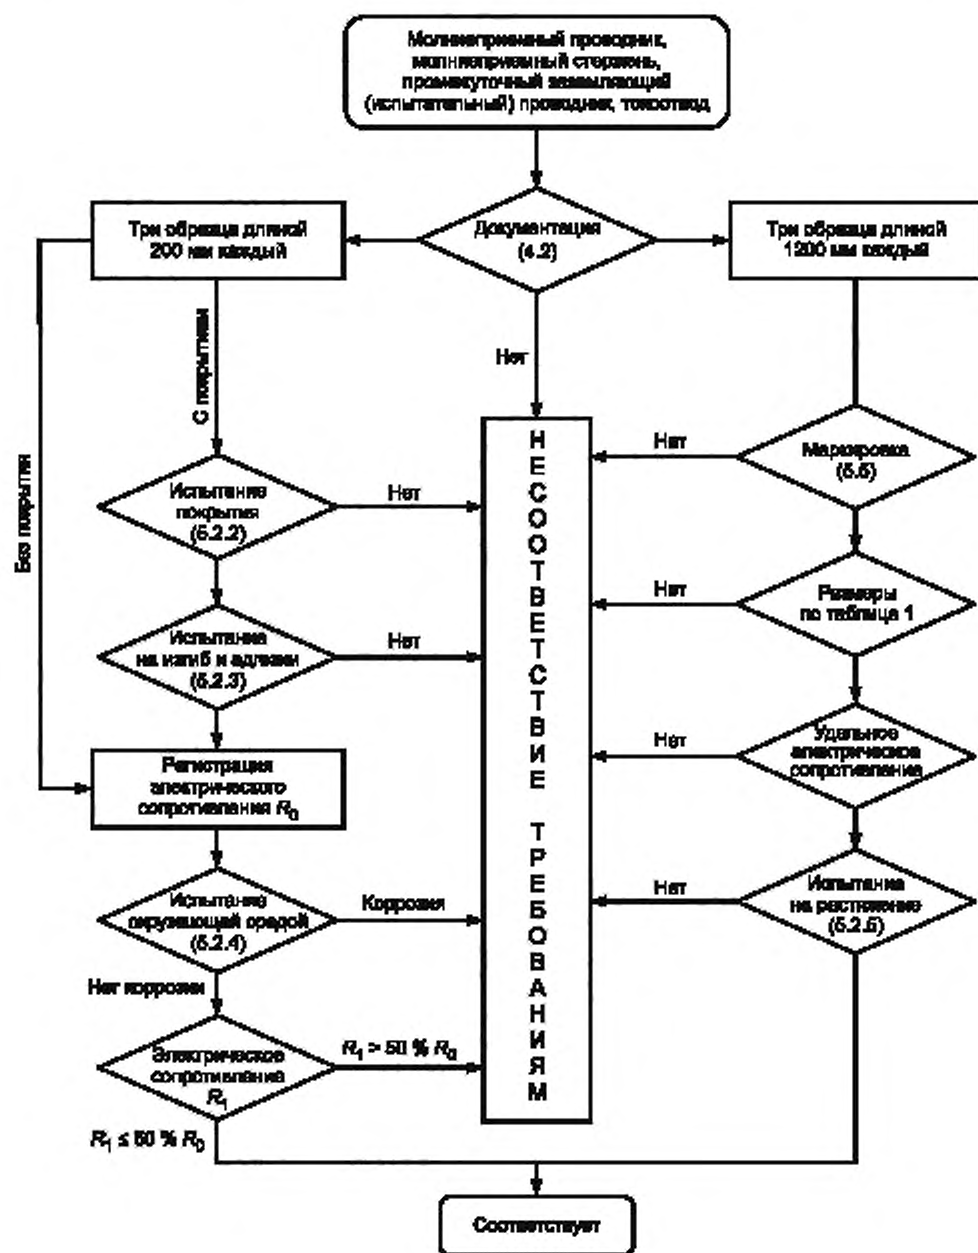 Молниеприемный проводник,
молниеприемный стержень,
промежуточный заземляющий
(испытательный) проводник, токоотвод
Документация
(4.2)
Три образца длиной
200 мм каждый
Три образца длиной
1200 мм каждый
Без покрытия
С покрытием
Нет
Испытание
покрытия
(5.2.2)
Нет
Испытание
на изгиб и адгезии
(5.2.3)
Нет
Регистрация
электрического
сопротивления R0
Испытание
окружающей средой
(5.2.4)
Коррозия
Нет коррозии
Электрическое
сопротивление
R1
R1 > 50 % R0
R1 ≤ 50 % R0
НЕСООТВЕТСТВИЕ ТРЕБОВАНИЯМ
Нет
Маркировка
(5.5)
Нет
Размеры
по таблице 1
Нет
Удельное
электрическое
сопротивление
Нет
Испытание
на растяжение
(5.2.5)
Соответствует